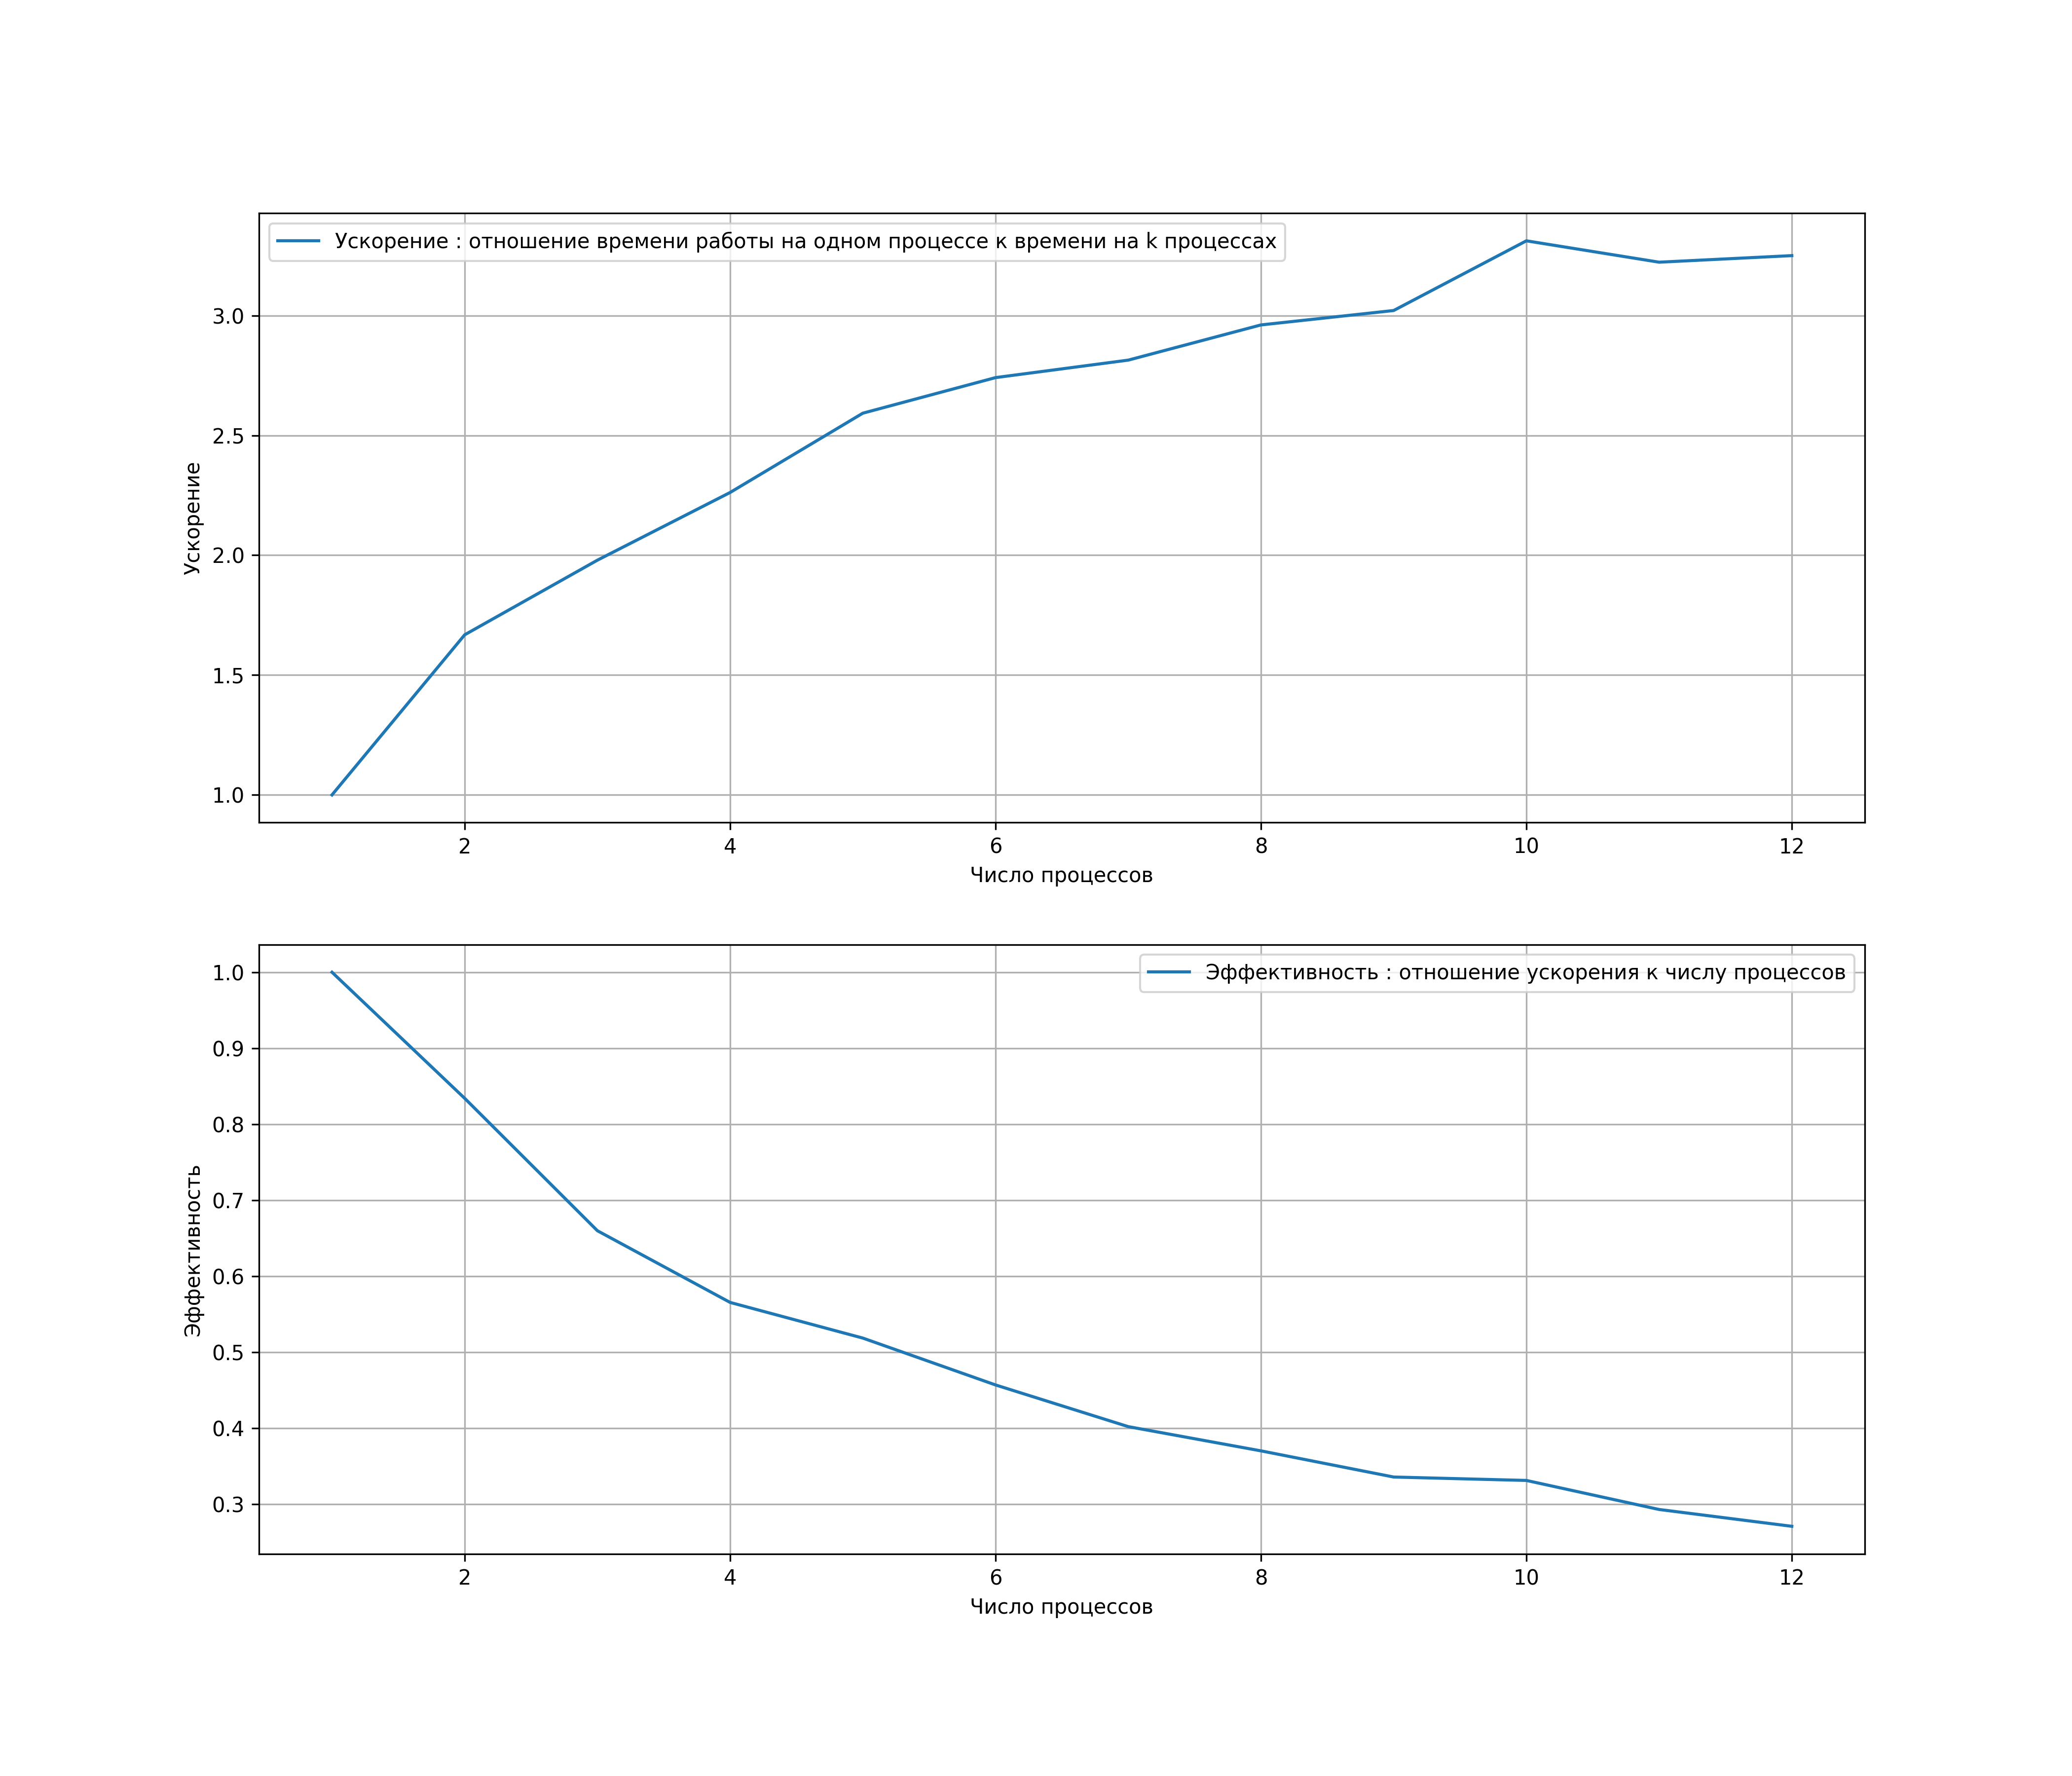 Ускорение : отношение времени работы на одном процессе к времени на k процессах
3.0
2.5
2.0
1.5
1.0
Ускорение
2 4 6 8 10 12
Число процессов
Эффективность : отношение ускорения к числу процессов
1.0
0.9
0.8
0.7
0.6
0.5
0.4
0.3
Эффективность
2 4 6 8 10 12
Число процессов